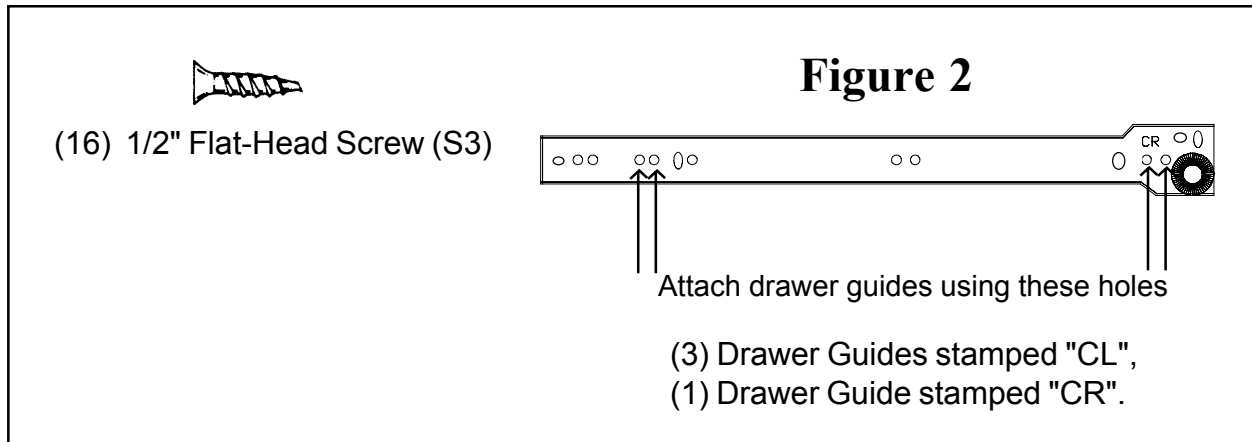 Figure 2
(16) 1/2" Flat-Head Screw (S3)
CR
Attach drawer guides using these holes
(3) Drawer Guides stamped "CL",
(1) Drawer Guide stamped "CR".